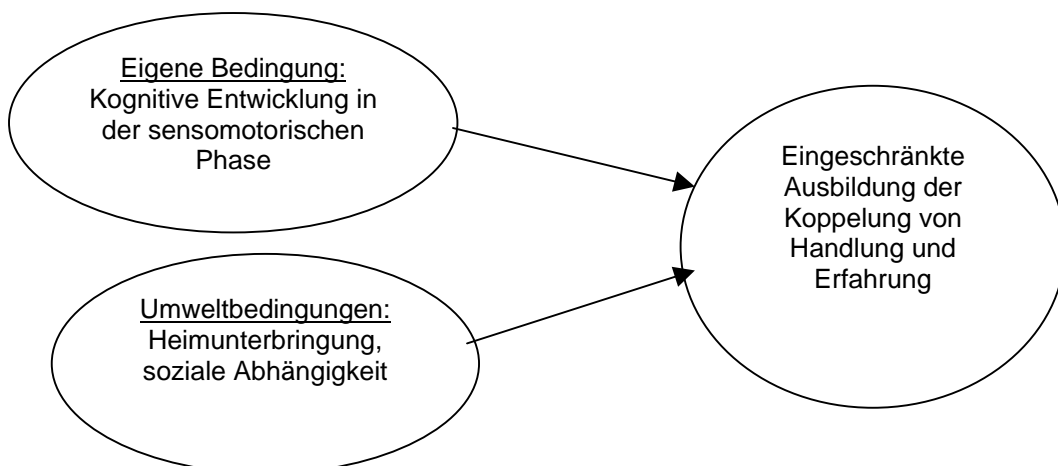 Eigene Bedingung:
Kognitive Entwicklung in
der sensomotorischen
Phase
Umweltbedingungen:
Heimunterbringung,
soziale Abhängigkeit
Eingeschränkte
Ausbildung der
Koppelung von
Handlung und
Erfahrung